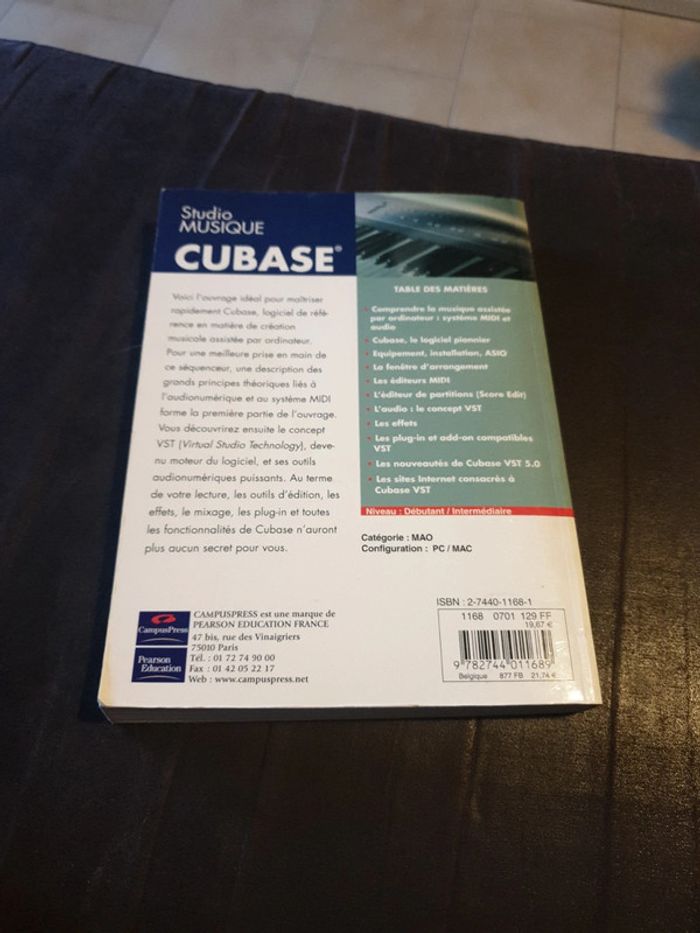 Studio
MUSIQUE
CUBASE®
Voici l'ouvrage idéal pour maîtriser
rapidement Cubase, logiciel de réfé-
rence en matière de création
musicale assistée par ordinateur.
Pour une meilleure prise en main de
ce séquenceur, une description des
grands principes théoriques liés à
l'audionumérique et au système MIDI
forme la première partie de l'ouvrage.
Vous découvrirez ensuite le concept
VST (Virtual Studio Technology), deve-
nu moteur du logiciel, et ses outils
audionumériques puissants. Au terme
de votre lecture, les outils d'édition, les
effets, le mixage, les plug-in et toutes
les fonctionnalités de Cubase n'auront
plus aucun secret pour vous.
TABLE DES MATIÈRES
• Comprendre la musique assistée
par ordinateur : système MIDI et
audio
• Cubase, le logiciel pionnier
• Equipement, installation, ASIO
• La fenêtre d'arrangement
• Les éditeurs MIDI
• L'éditeur de partitions (Score Edit)
• L'audio : le concept VST
• Les effets
• Les plug-in et add-on compatibles
VST
• Les nouveautés de Cubase VST 5.0
• Les sites Internet consacrés à
Cubase VST
Niveau : Débutant / Intermédiaire
Catégorie : MAO
Configuration : PC / MAC
CampusPress
Pearson
Education
CAMPUSPRESS est une marque de
PEARSON EDUCATION FRANCE
47 bis, rue des Vinaigriers
75010 Paris
Tél. : 01 72 74 90 00
Fax : 01 42 05 22 17
Web : www.campuspress.net
ISBN : 2-7440-1168-1
1168 0701 129 FF
19,67 €
9 782744 011689
Belgique 877 FB 21,74 €